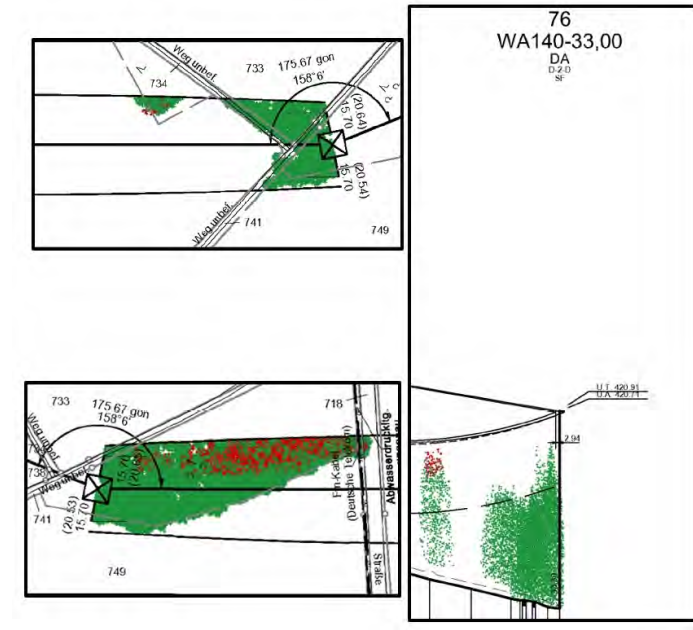 Weg unbef.
733
175.67 gon
158°6'
734
(20.64)
15.70
(20.54)
15.70
Weg unbef.
741
749
733
175.67 gon
158°6'
718
Weg unbef.
Weg unbef.
741
15.70
(20.53)
15.70
Fm-Kabel
(Deutsche Telekom)
Abwasserdruckltg.
Straße
749
76
WA140-33,00
DA
D-2-D
SF
U.T. 420.91
U.A. 420.71
2.94